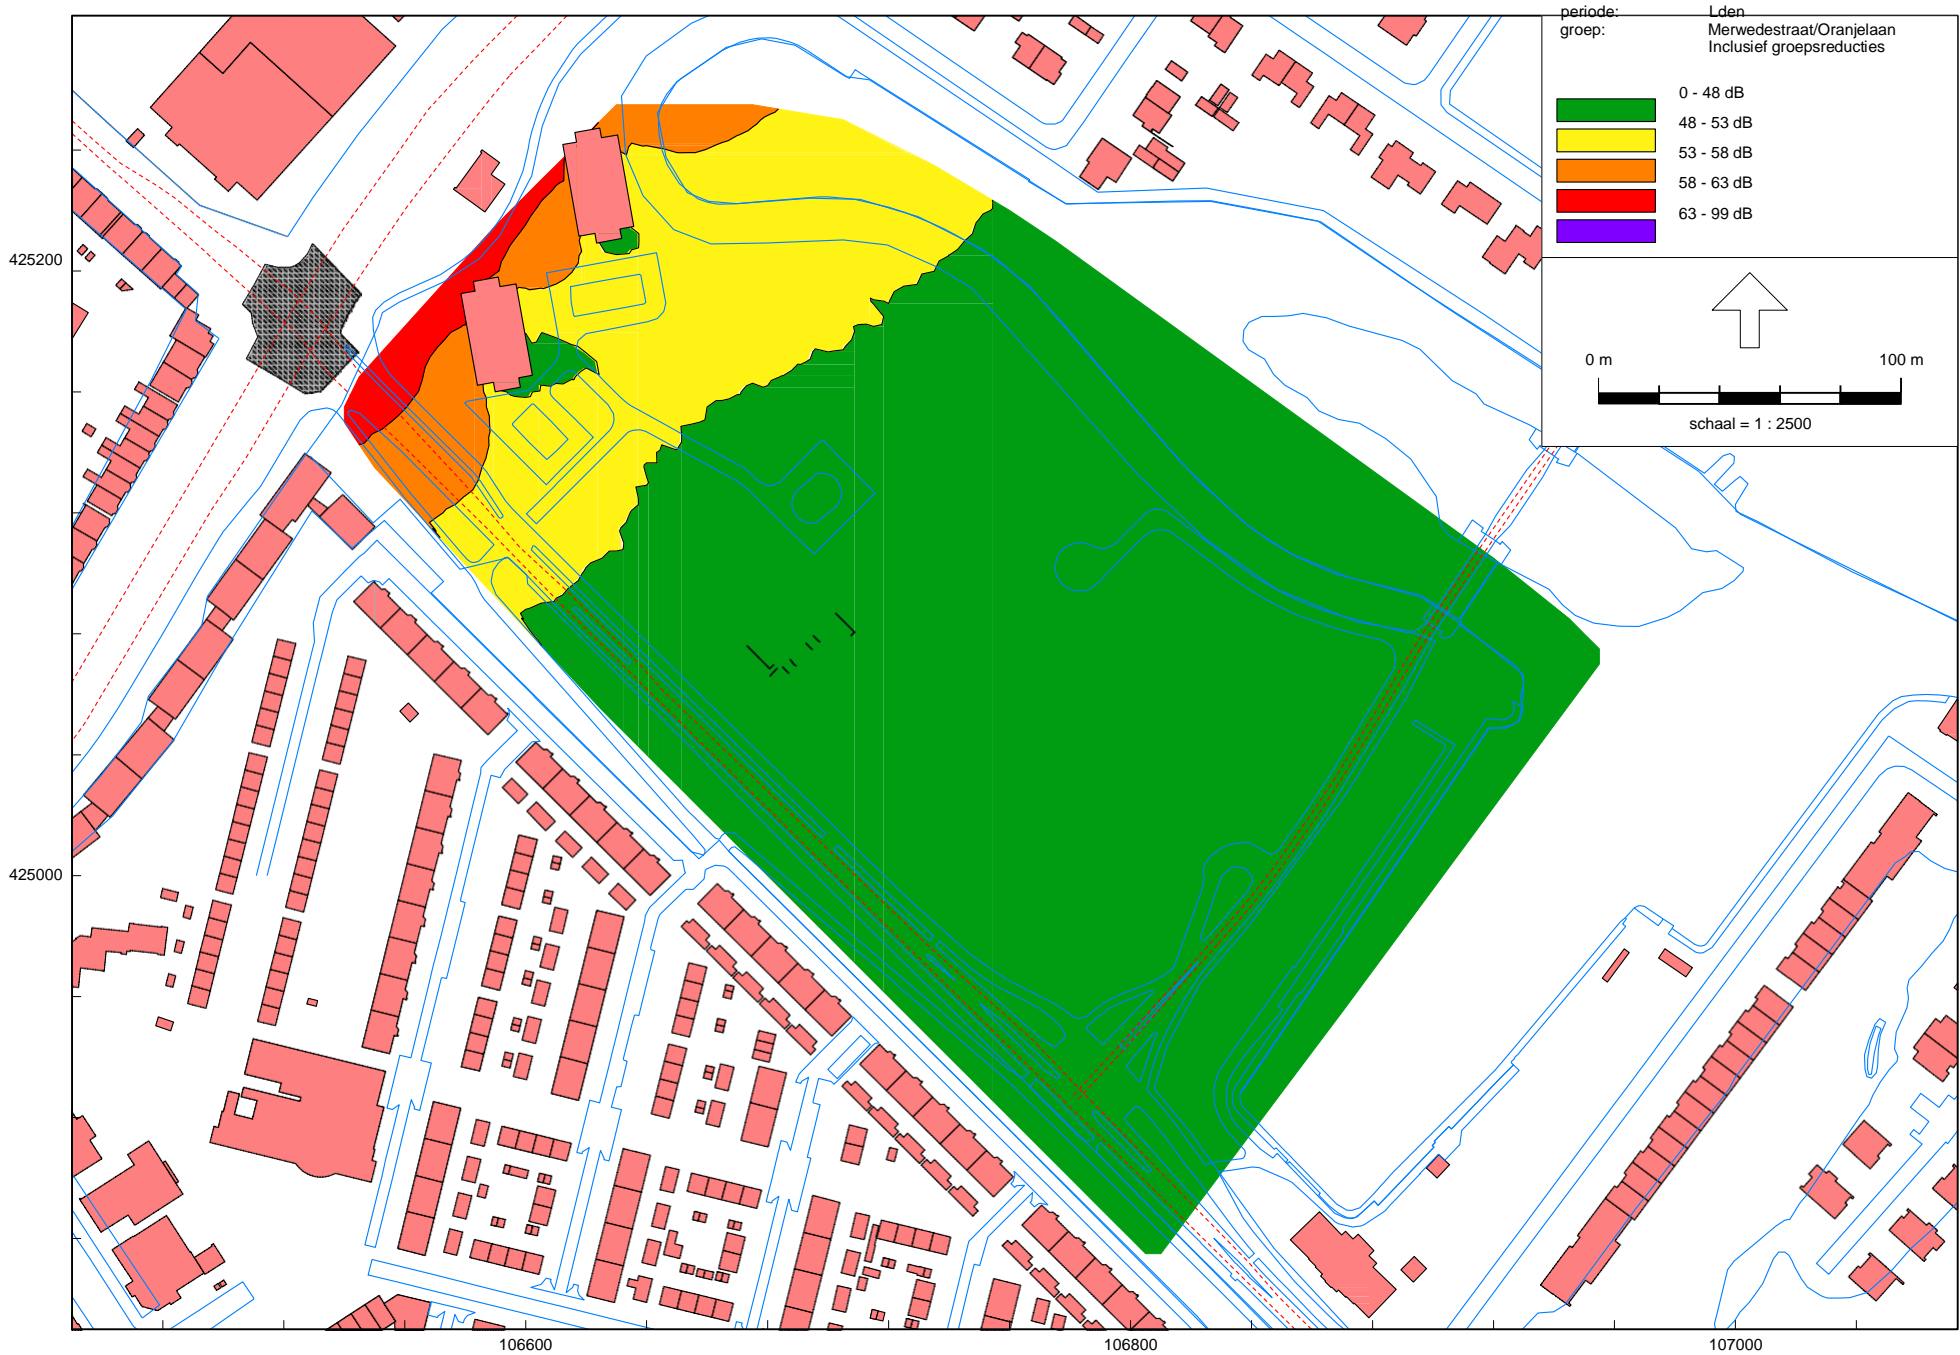 periode: Lden
groep: Merwedestraat/Oranjelaan
Inclusief groepsreducties
0 - 48 dB
48 - 53 dB
53 - 58 dB
58 - 63 dB
63 - 99 dB
0 m 100 m
schaal = 1 : 2500
425200
425000
106600 106800 107000